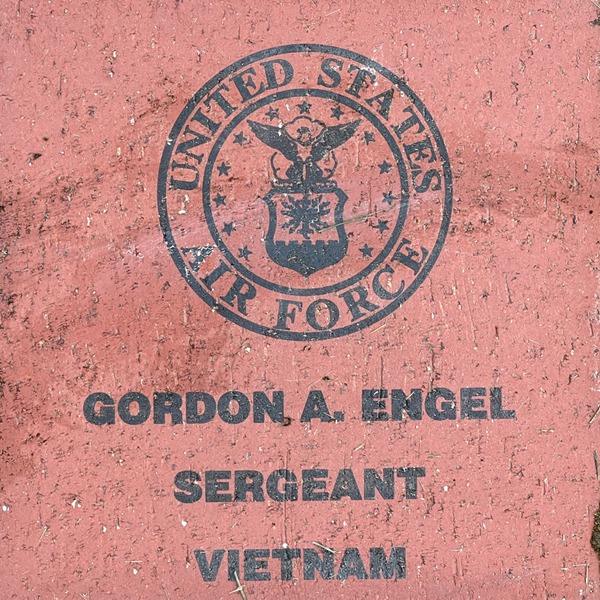 UNITED STATES
AIR FORCE
GORDON A. ENGEL
SERGEANT
VIETNAM